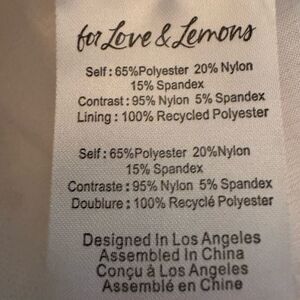 for Love & Lemons
Self : 65%Polyester 20% Nylon
15% Spandex
Contrast : 95% Nylon 5% Spandex
Lining : 100% Recycled Polyester
Self : 65%Polyester 20%Nylon
15% Spandex
Contraste : 95% Nylon 5% Spandex
Doublure : 100% Recyclé Polyester
Designed In Los Angeles
Assembled In China
Conçu à Los Angeles
Assemblé en Chine